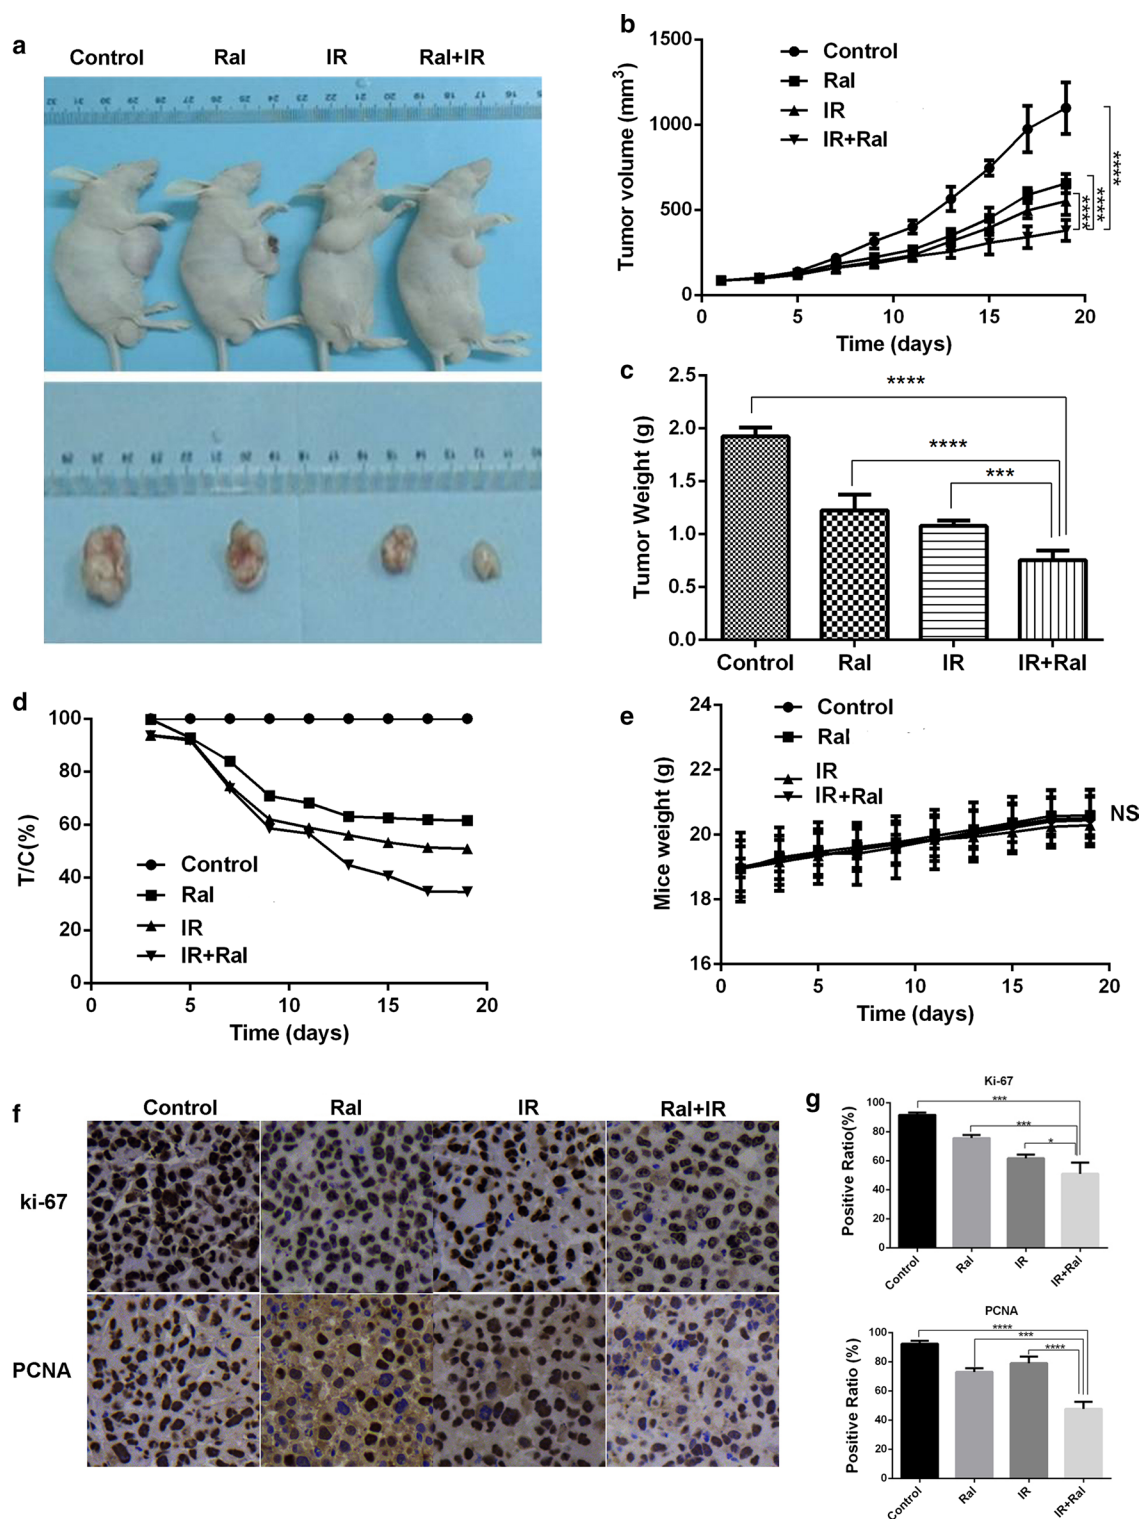 a
Control Ral IR Ral+IR
b
Tumor volume (mm3)
1500
1000
500
0
0 5 10 15 20
Time (days)
Control
Ral
IR
IR+Ral
****
****
****
c
Tumor Weight (g)
2.5
2.0
1.5
1.0
0.5
0.0
****
****
***
Control Ral IR IR+Ral
d
T/C(%)
100
80
60
40
20
0
0 5 10 15 20
Time (days)
Control
Ral
IR
IR+Ral
e
Mice weight (g)
24
22
20
18
16
0 5 10 15 20
Time (days)
Control
Ral
IR
IR+Ral
NS
f
Control Ral IR Ral+IR
ki-67
PCNA
g
Ki-67
Positive Ratio(%)
100
80
60
40
20
0
***
***
*
Control Ral IR IR+Ral
PCNA
Positive Ratio (%)
100
80
60
40
20
0
****
***
****
Control Ral IR IR+Ral